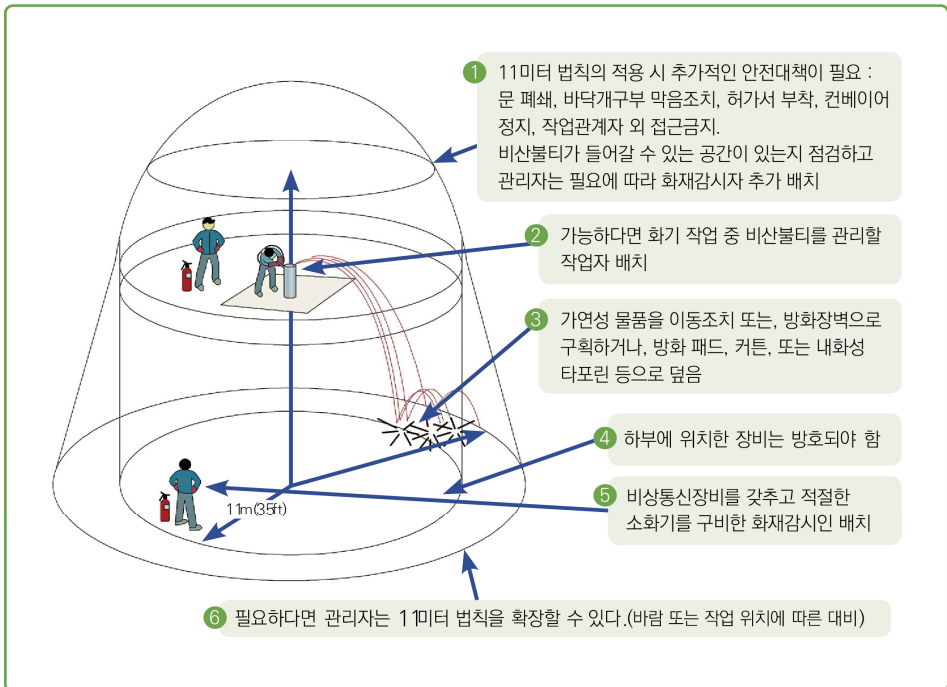 1 11미터 법칙의 적용 시 추가적인 안전대책이 필요 :
문 폐쇄, 바닥개구부 막음조치, 허가서 부착, 컨베이어
정지, 작업관계자 외 접근금지.
비산불티가 들어갈 수 있는 공간이 있는지 점검하고
관리자는 필요에 따라 화재감시자 추가 배치
2 가능하다면 화기 작업 중 비산불티를 관리할
작업자 배치
3 가연성 물품을 이동조치 또는, 방화장벽으로
구획하거나, 방화 패드, 커튼, 또는 내화성
타포린 등으로 덮음
4 하부에 위치한 장비는 방호되야 함
5 비상통신장비를 갖추고 적절한
소화기를 구비한 화재감시인 배치
11m(35ft)
6 필요하다면 관리자는 11미터 법칙을 확장할 수 있다.(바람 또는 작업 위치에 따른 대비)